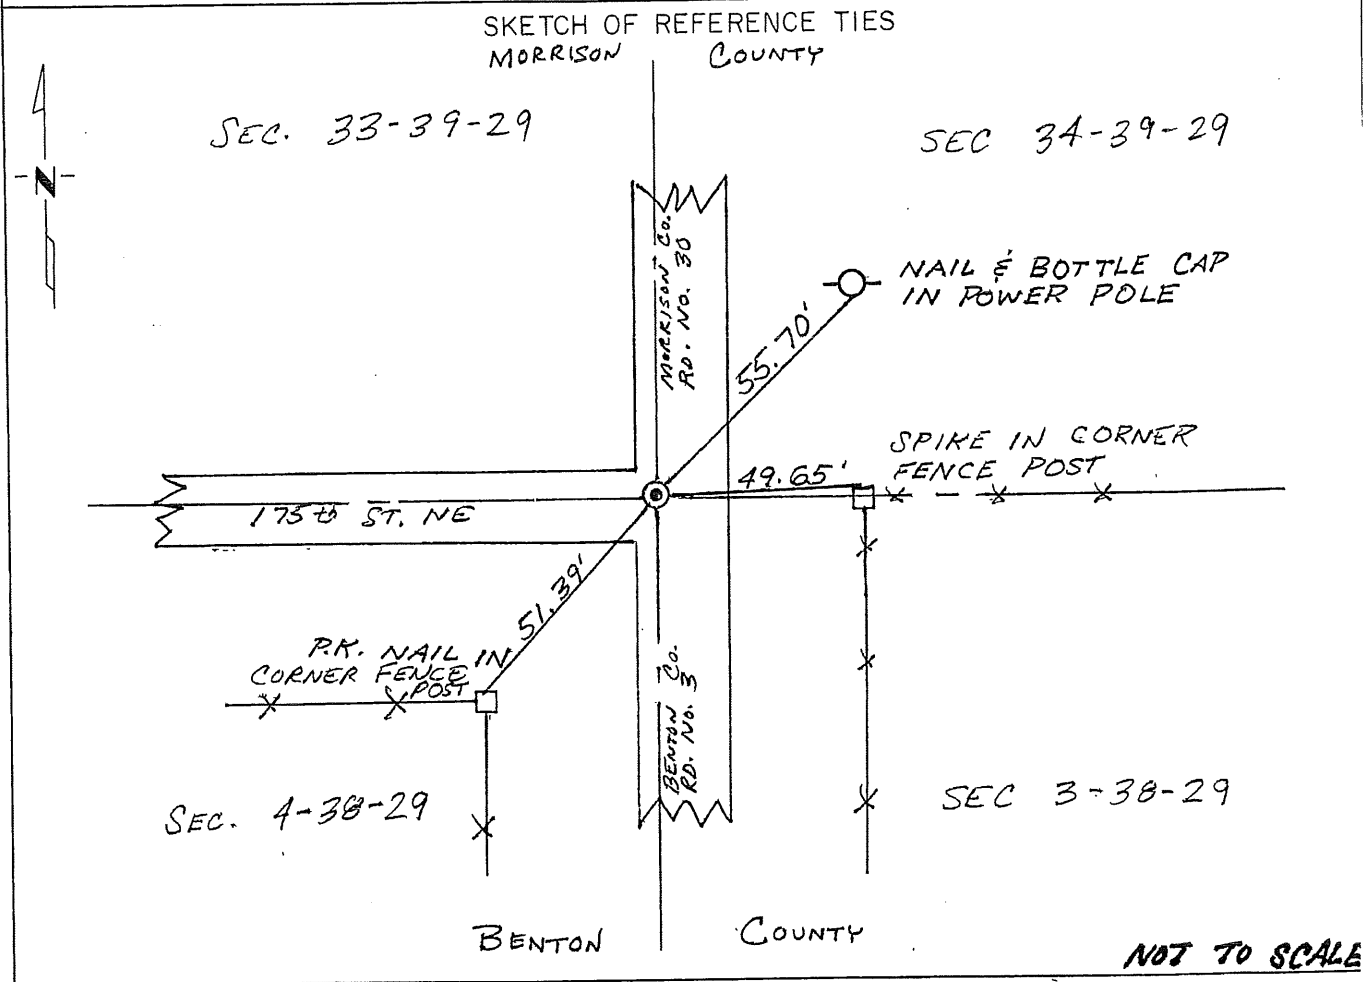 SKETCH OF REFERENCE TIES
MORRISON COUNTY
SEC. 33-39-29
SEC 34-39-29
N
MORRISON CO.
RD. NO. 30
NAIL & BOTTLE CAP
IN POWER POLE
55.70'
SPIKE IN CORNER
FENCE POST
49.65'
175th ST. NE
51.39'
P.K. NAIL IN
CORNER FENCE
POST
BENTON CO.
RD. NO. 3
SEC. 4-38-29
SEC 3-38-29
BENTON COUNTY
NOT TO SCALE